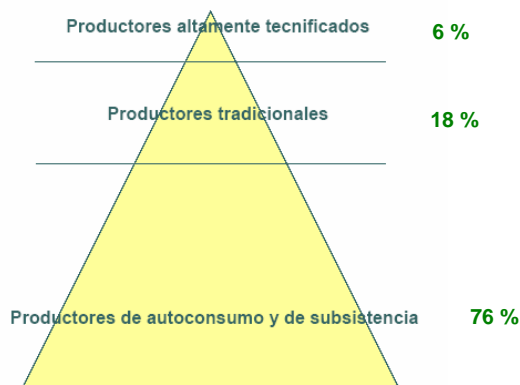 Productores altamente tecnificados 6 %
Productores tradicionales 18 %
Productores de autoconsumo y de subsistencia 76 %